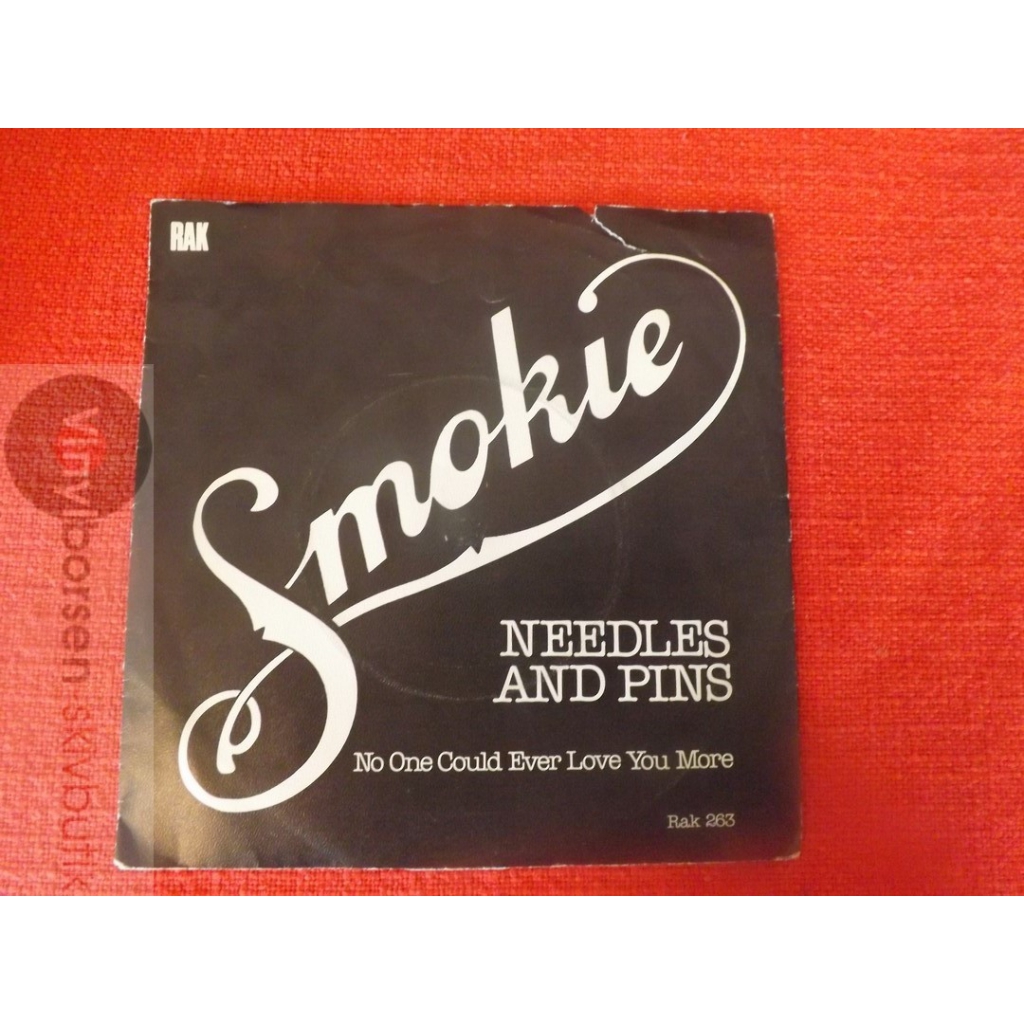 RAK
Smokie
NEEDLES
AND PINS
No One Could Ever Love You More
Rak 263
vinylborsen-skivbutik